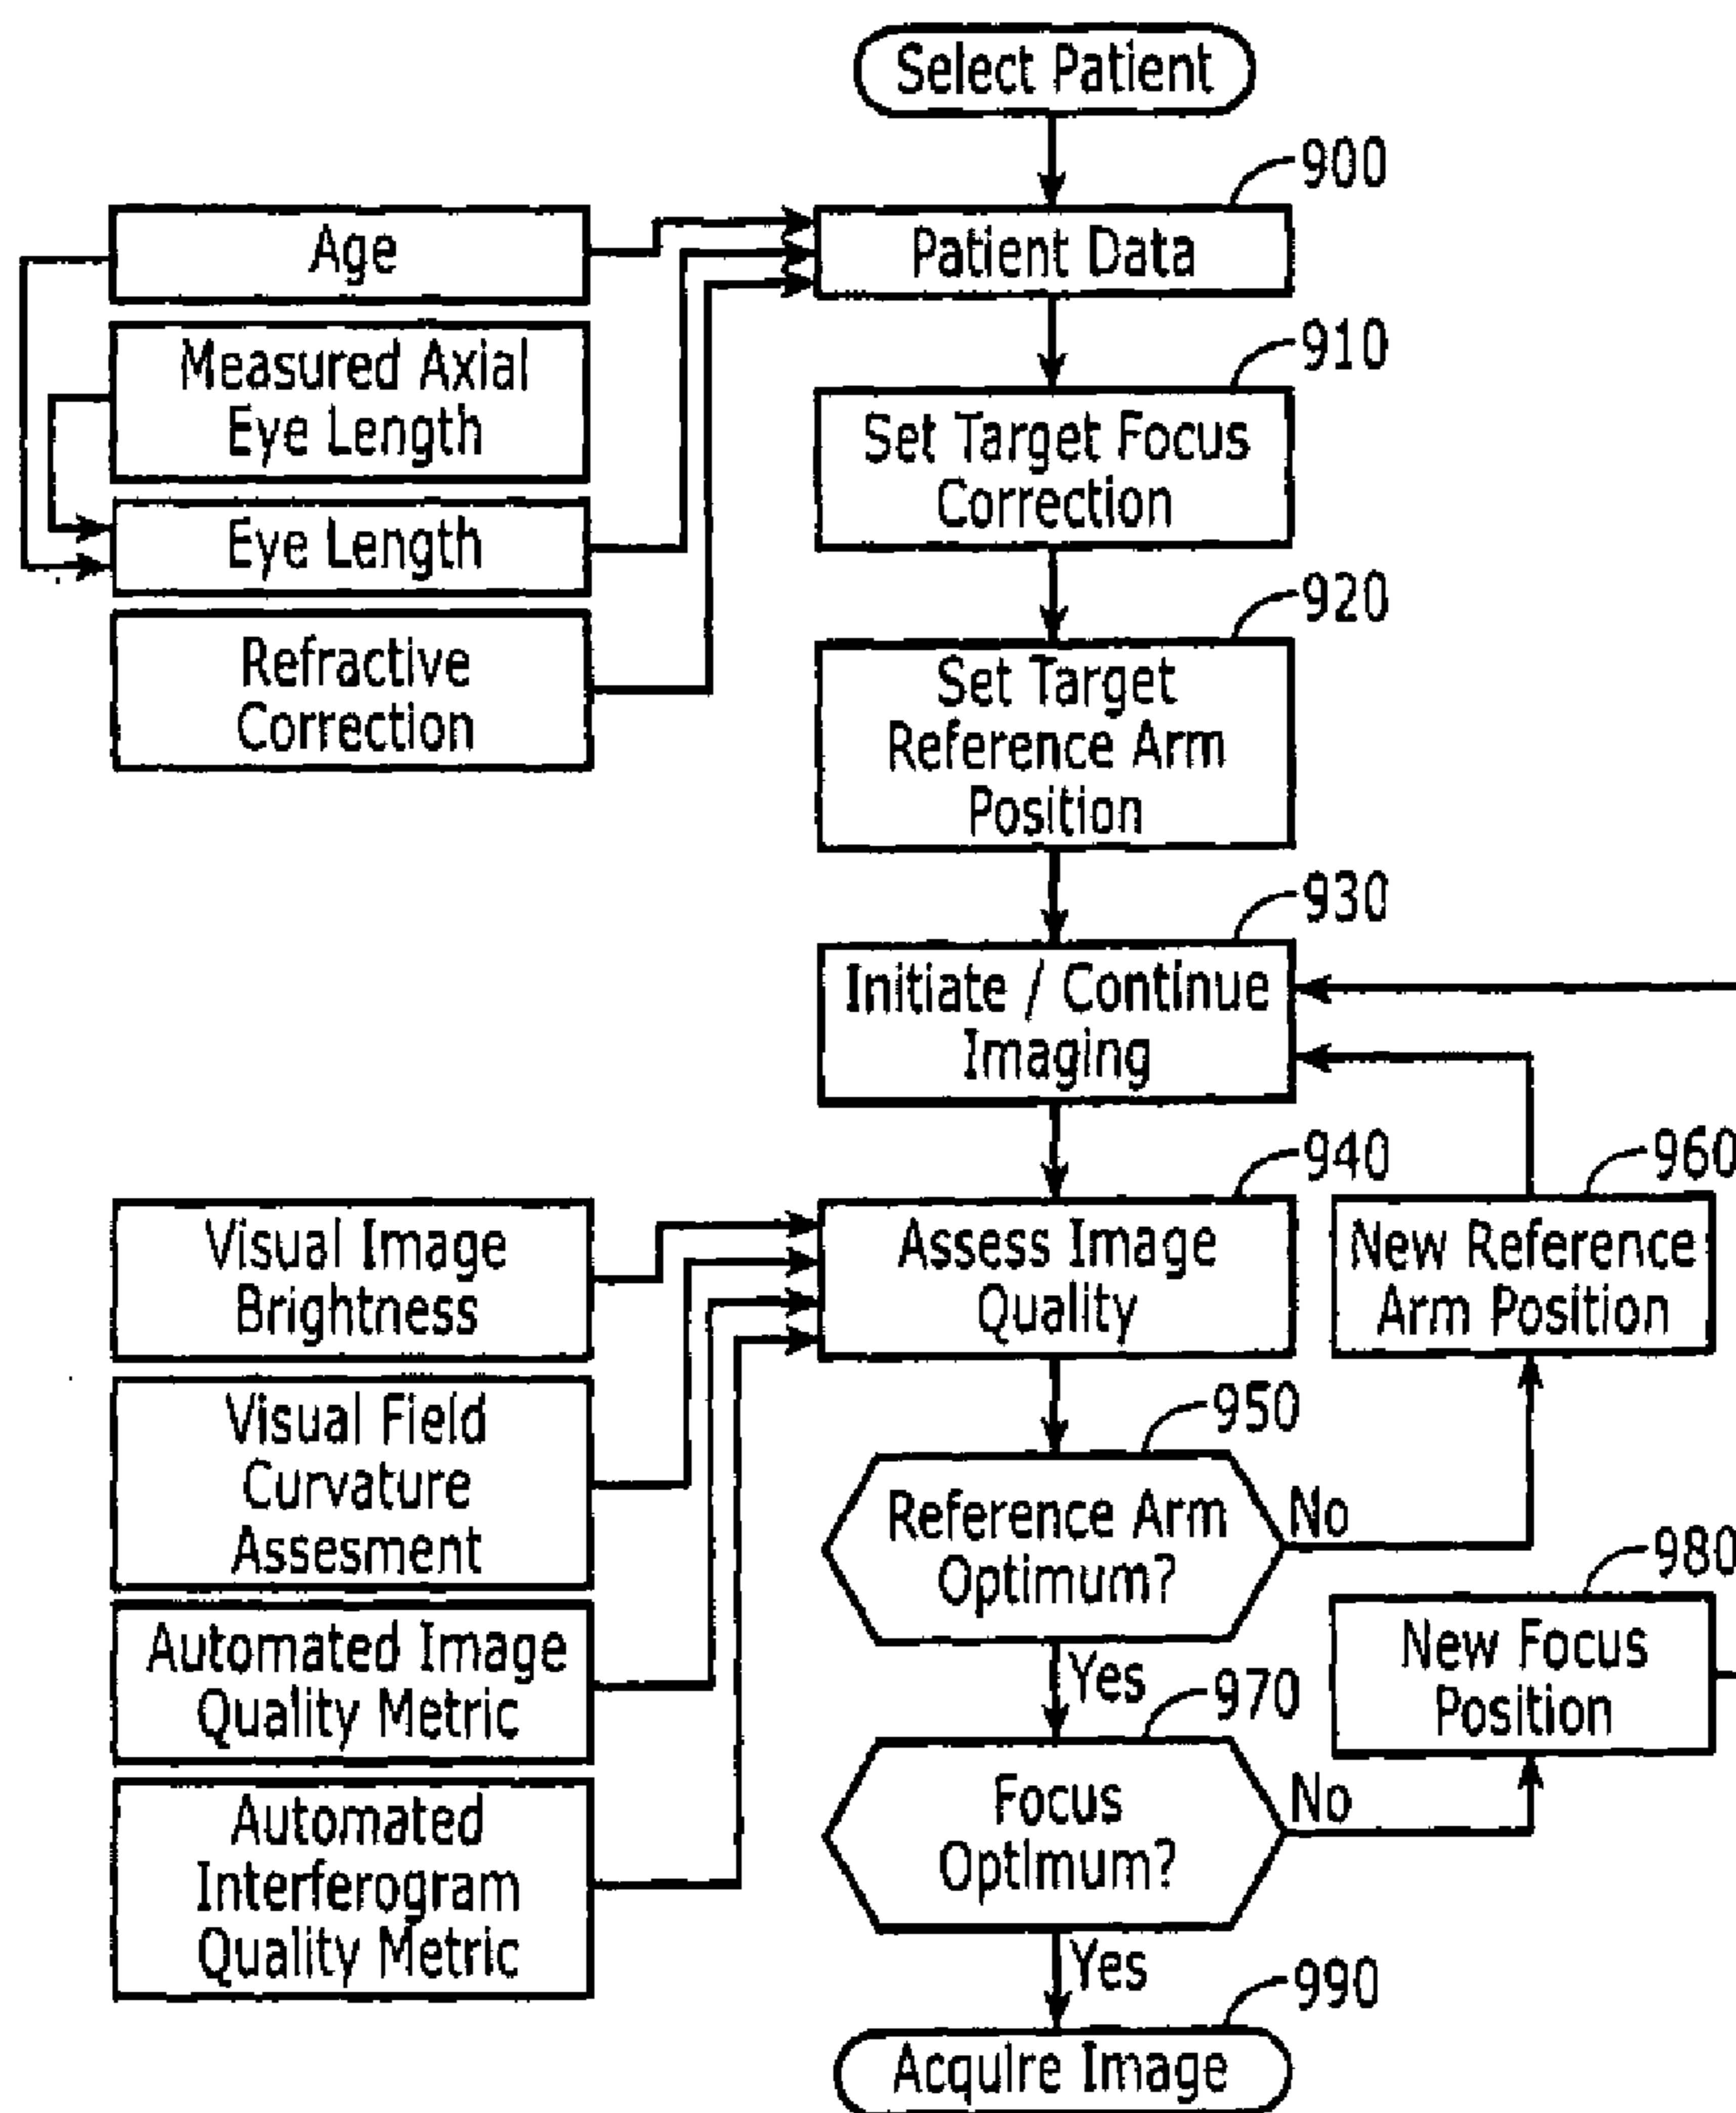 Select Patient
900
Age
Patient Data
Measured Axial
Eye Length
910
Set Target Focus
Correction
Eye Length
920
Refractive
Correction
Set Target
Reference Arm
Position
930
Initiate / Continue
Imaging
940
960
Visual Image
Brightness
Assess Image
Quality
New Reference
Arm Position
Visual Field
Curvature
Assesment
950
Reference Arm
Optimum?
No
980
Automated Image
Quality Metric
Yes
970
New Focus
Position
Automated
Interferogram
Quality Metric
Focus
Optimum?
No
Yes
990
Acquire Image